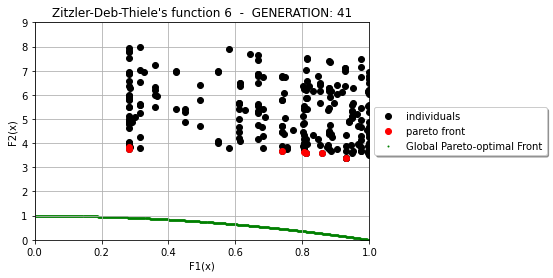 Zitzler-Deb-Thiele's function 6 - GENERATION: 41
9
8
7
6
5
4
3
2
1
0
F2(x)
0.0 0.2 0.4 0.6 0.8 1.0
F1(x)
individuals
pareto front
Global Pareto-optimal Front